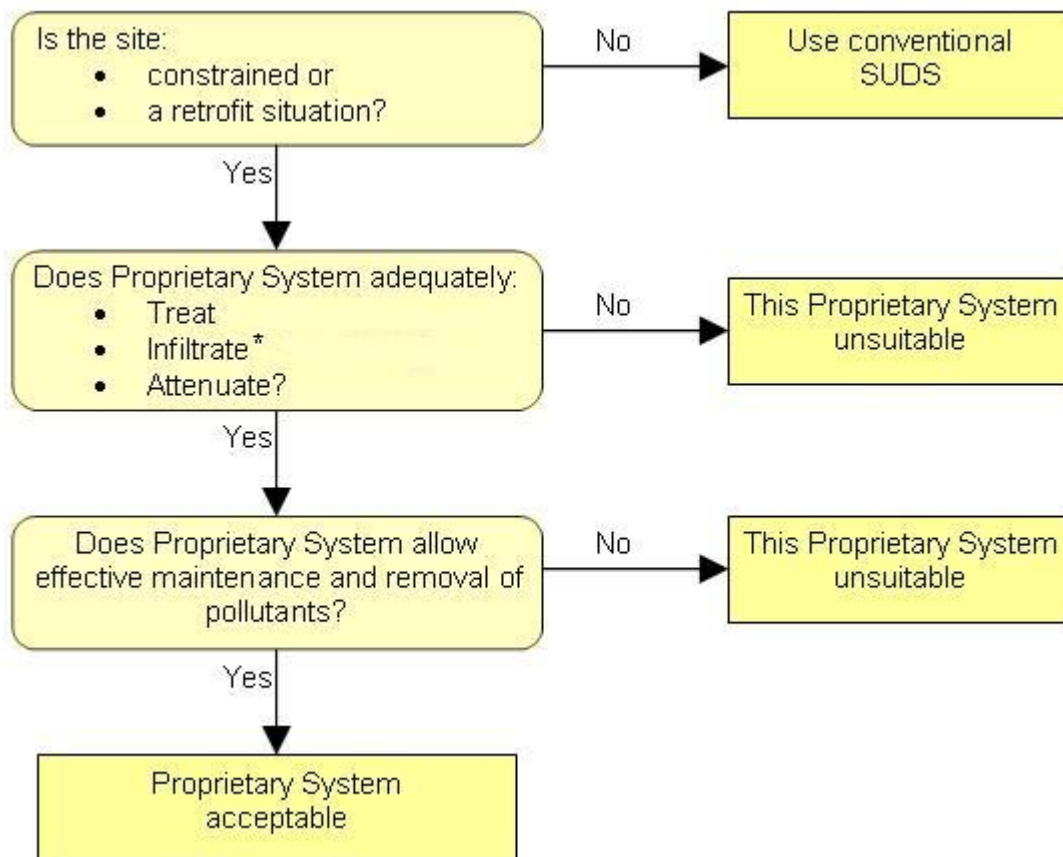 Is the site:
• constrained or
• a retrofit situation?
No
Use conventional
SUDS
Yes
Does Proprietary System adequately:
• Treat
• Infiltrate*
• Attenuate?
No
This Proprietary System
unsuitable
Yes
Does Proprietary System allow
effective maintenance and removal of
pollutants?
No
This Proprietary System
unsuitable
Yes
Proprietary System
acceptable